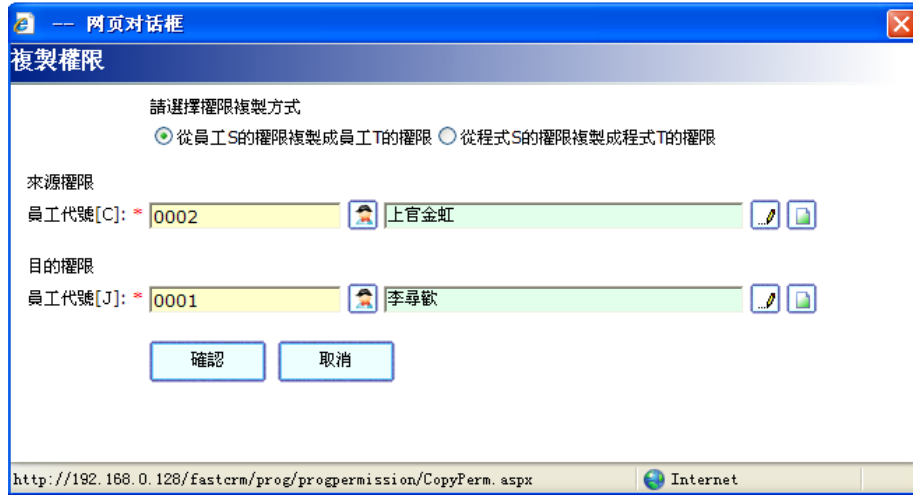 -- 网页对话框
複製權限
請選擇權限複製方式
從員工S的權限複製成員工T的權限 從程式S的權限複製成程式T的權限
來源權限
員工代號[C]: * 0002 上官金虹
目的權限
員工代號[J]: * 0001 李尋歡
確認 取消
http://192.168.0.128/fastcrm/prog/progpermission/CopyPerm.aspx Internet